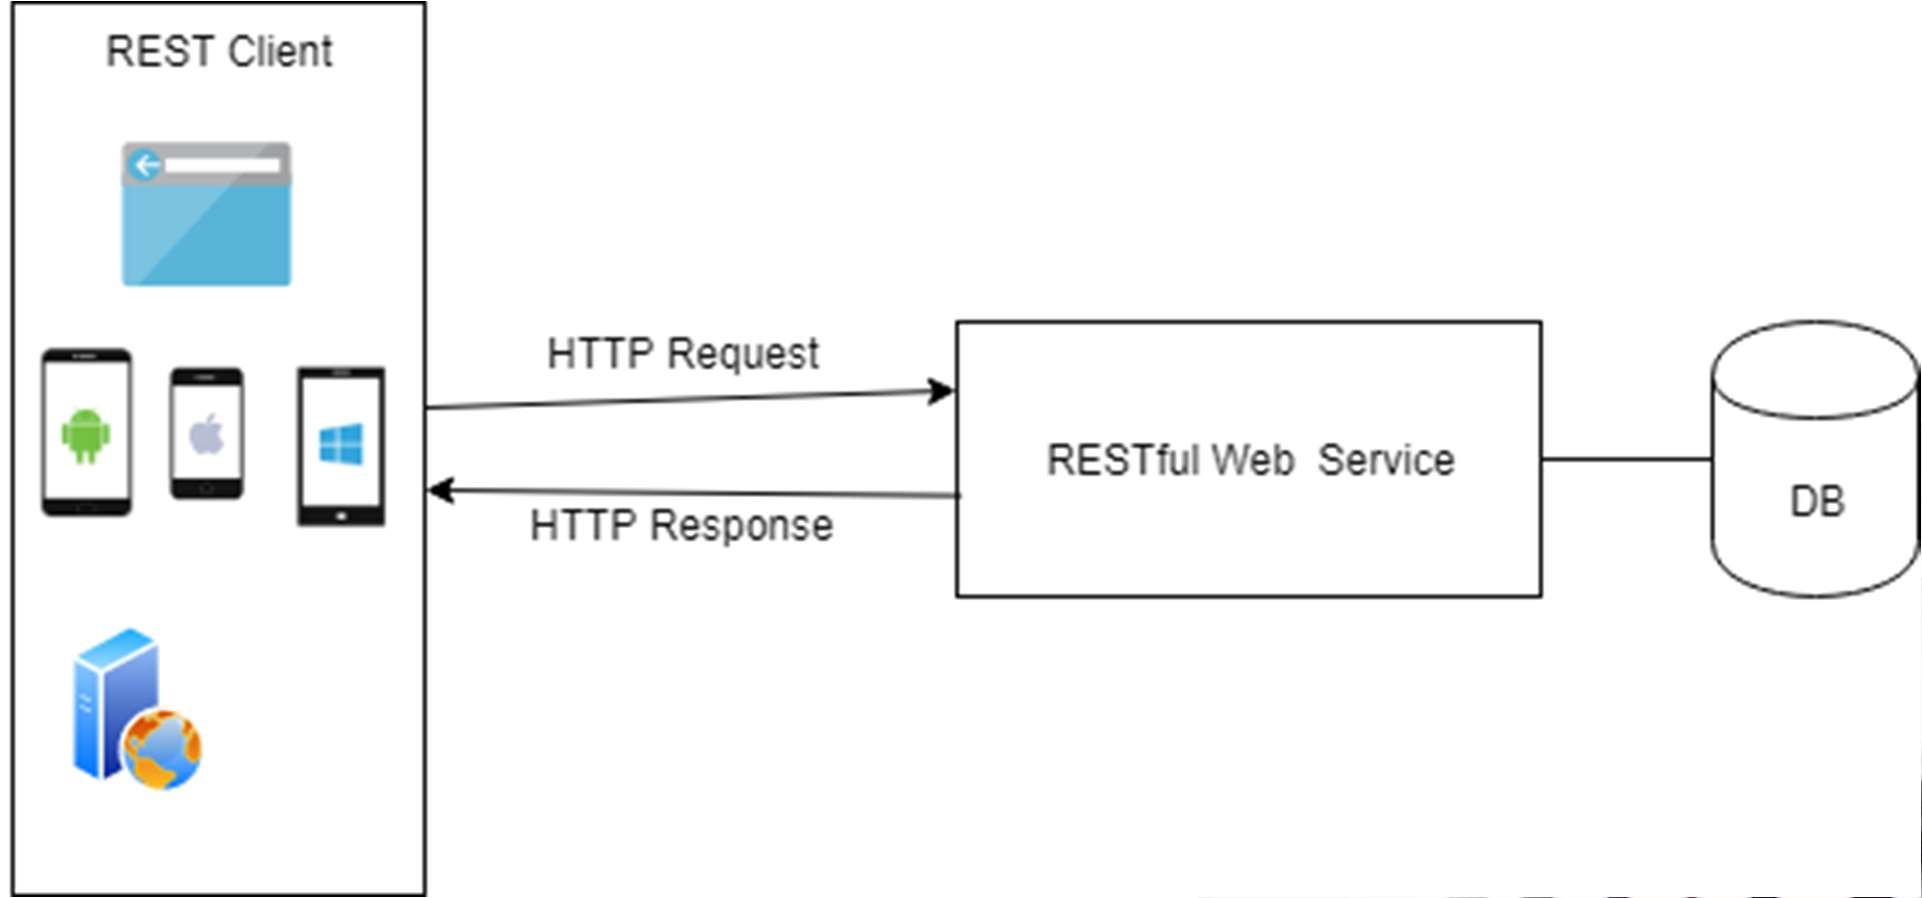 REST Client
HTTP Request
RESTful Web  Service
HTTP Response
DB